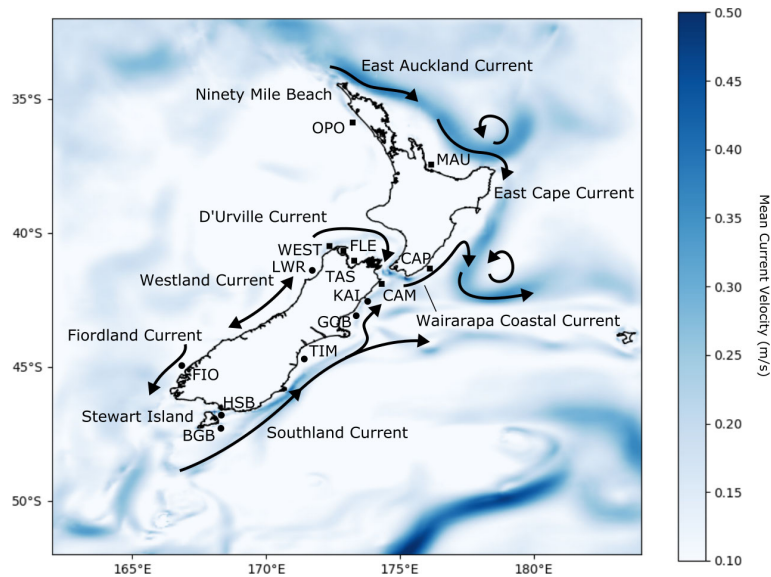 East Auckland Current
Ninety Mile Beach
OPO
MAU
East Cape Current
D'Urville Current
WEST
FLE
LWR
TAS
CAP
Westland Current
KAI
CAM
GOB
Wairarapa Coastal Current
Fiordland Current
TIM
FIO
HSB
Stewart Island
BGB
Southland Current
35°S
40°S
45°S
50°S
165°E
170°E
175°E
180°E
0.50
0.45
0.40
0.35
0.30
0.25
0.20
0.15
0.10
Mean Current Velocity (m/s)